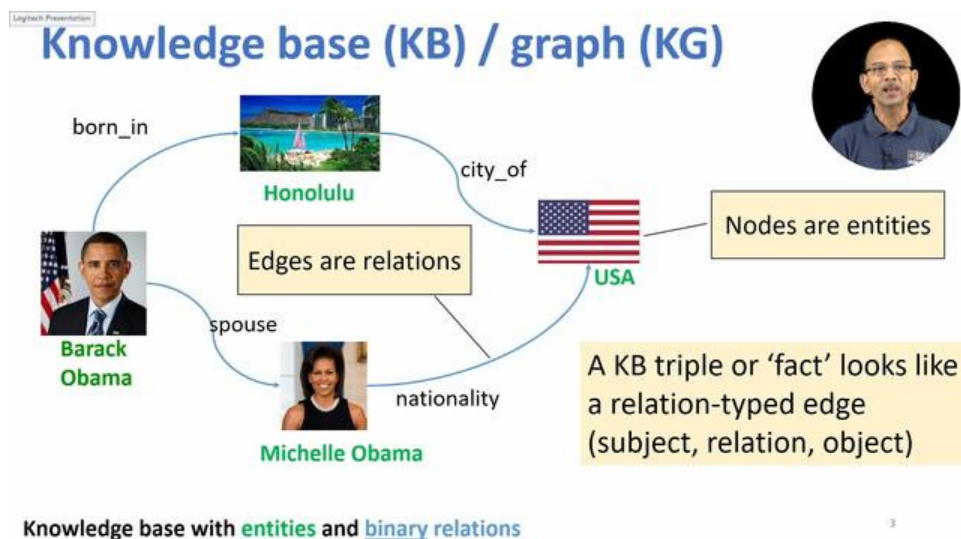 Logitech Presentation
Knowledge base (KB) / graph (KG)
born_in
Honolulu
city_of
Nodes are entities
Edges are relations
USA
spouse
Barack
Obama
nationality
A KB triple or ‘fact’ looks like
a relation-typed edge
(subject, relation, object)
Michelle Obama
Knowledge base with entities and binary relations
3